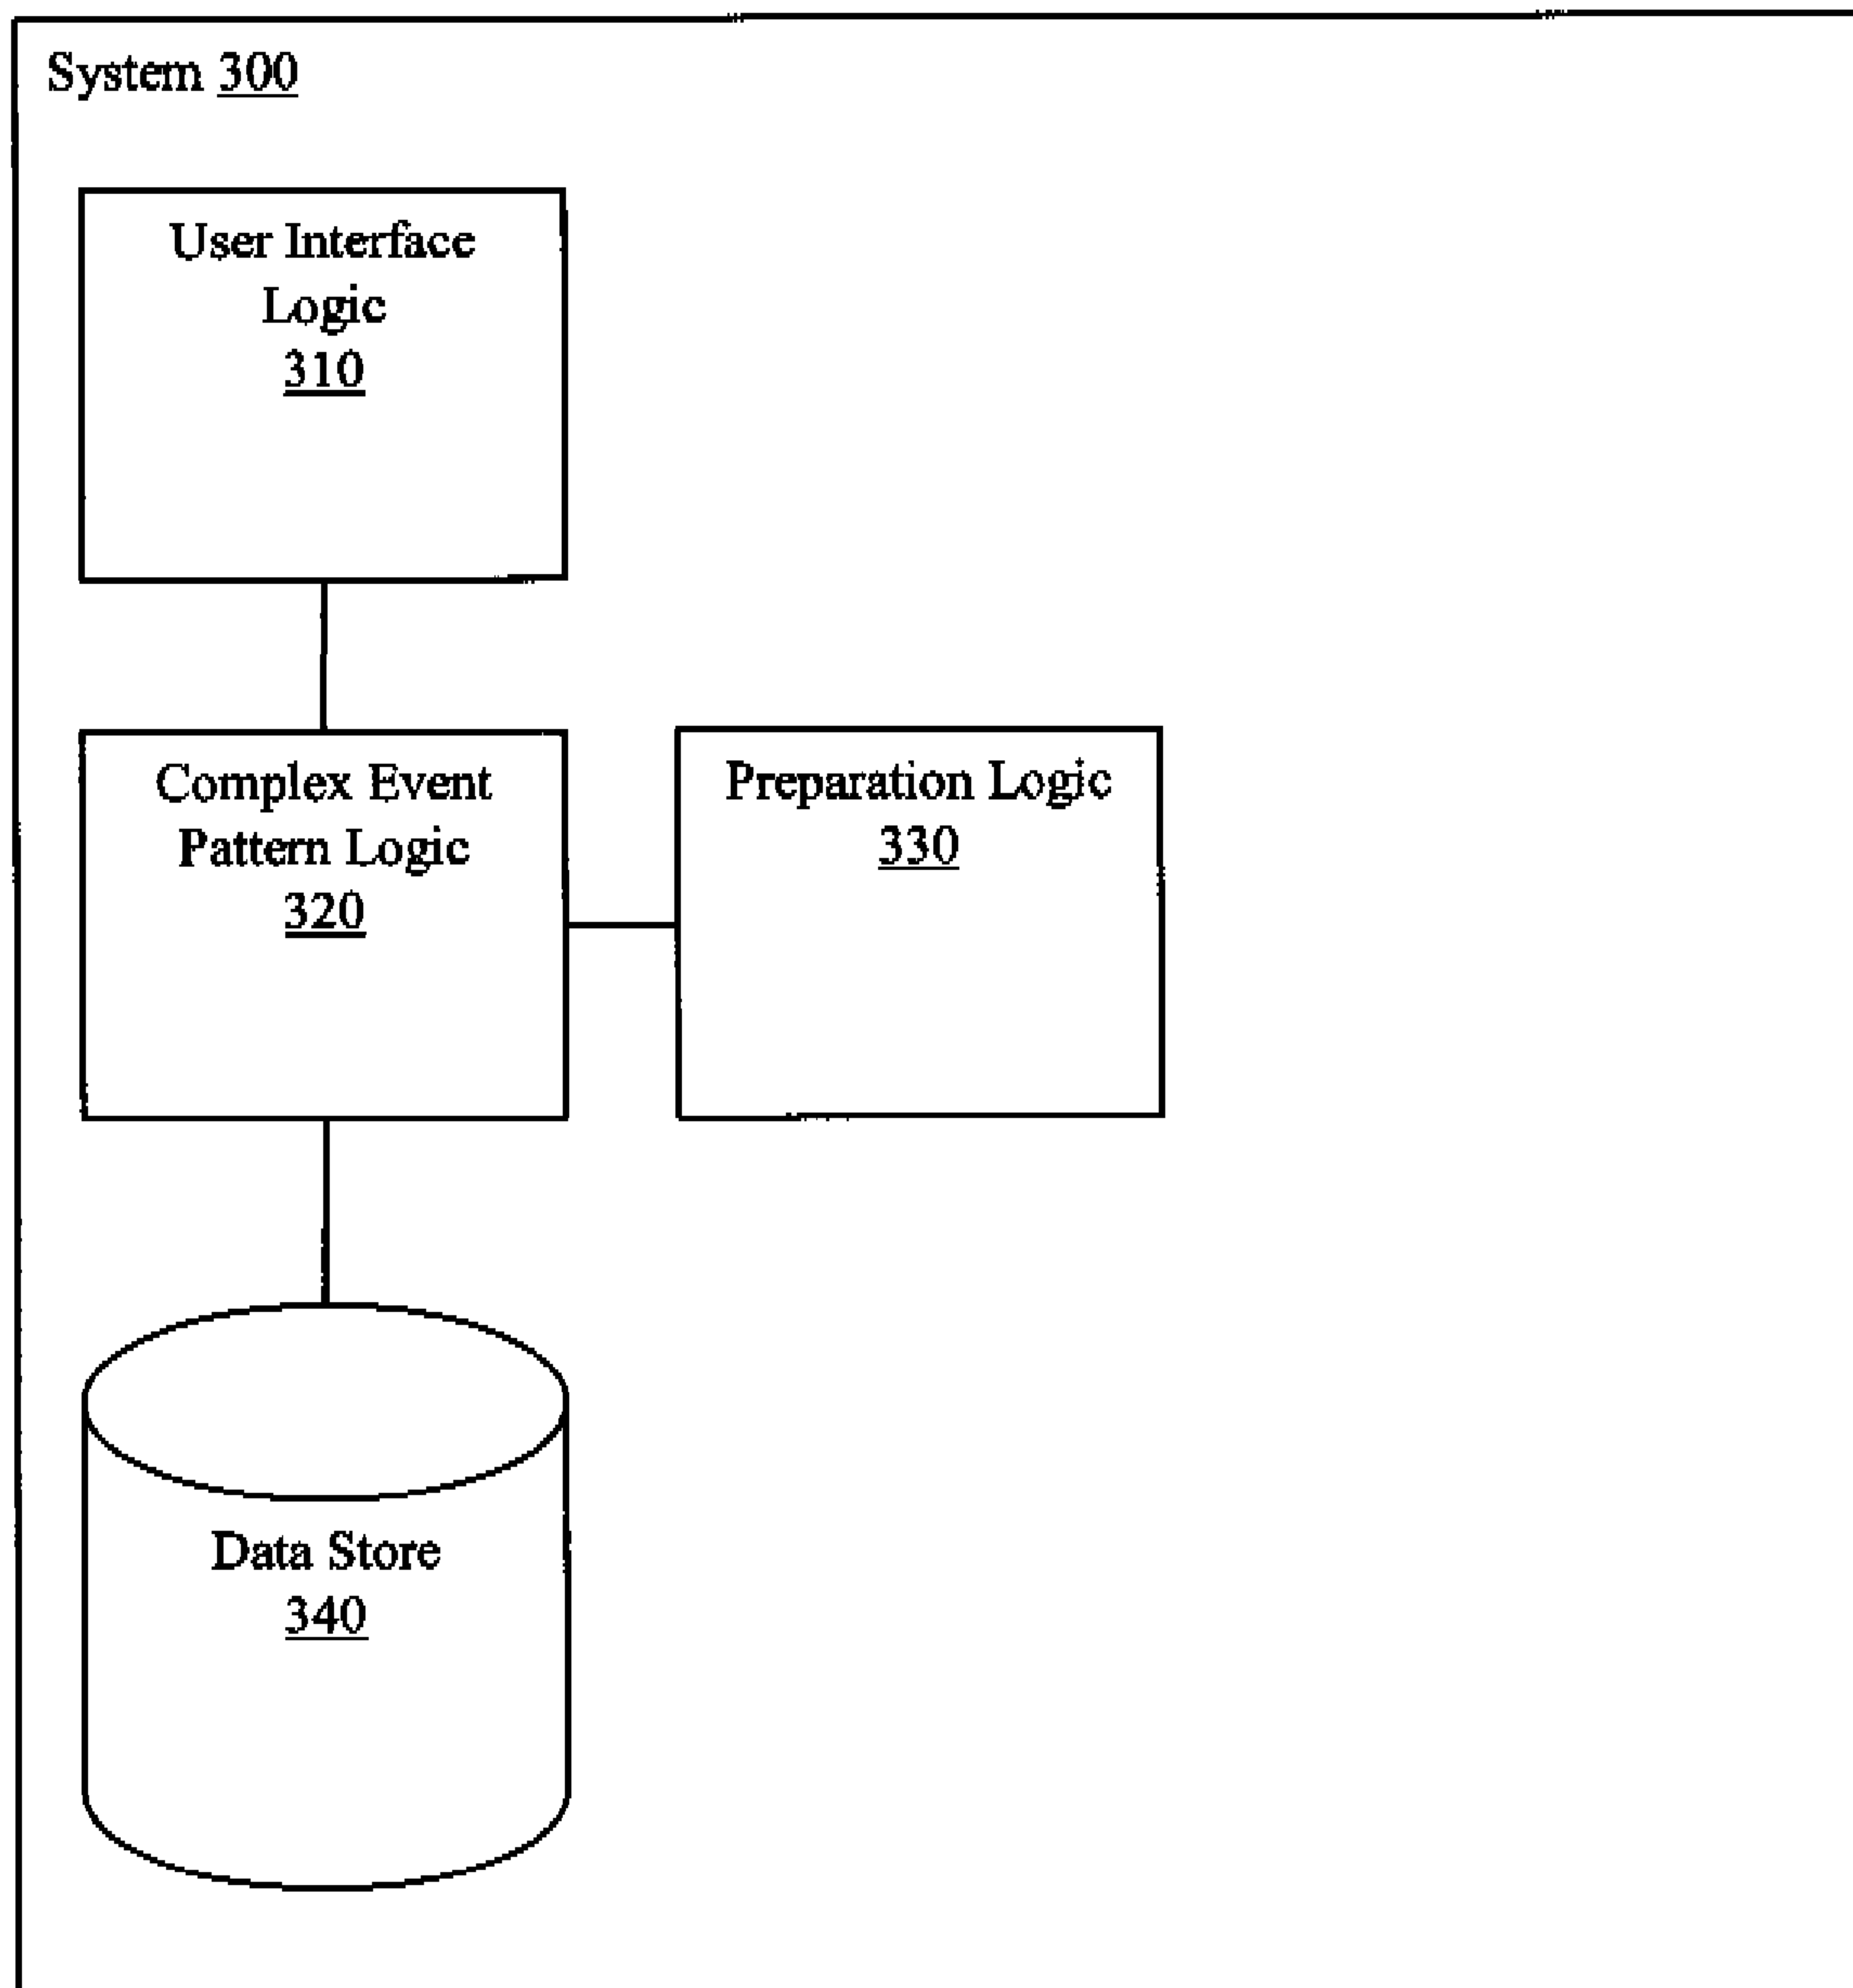 System 300
User Interface
Logic
310
Complex Event
Pattern Logic
320
Preparation Logic
330
Data Store
340